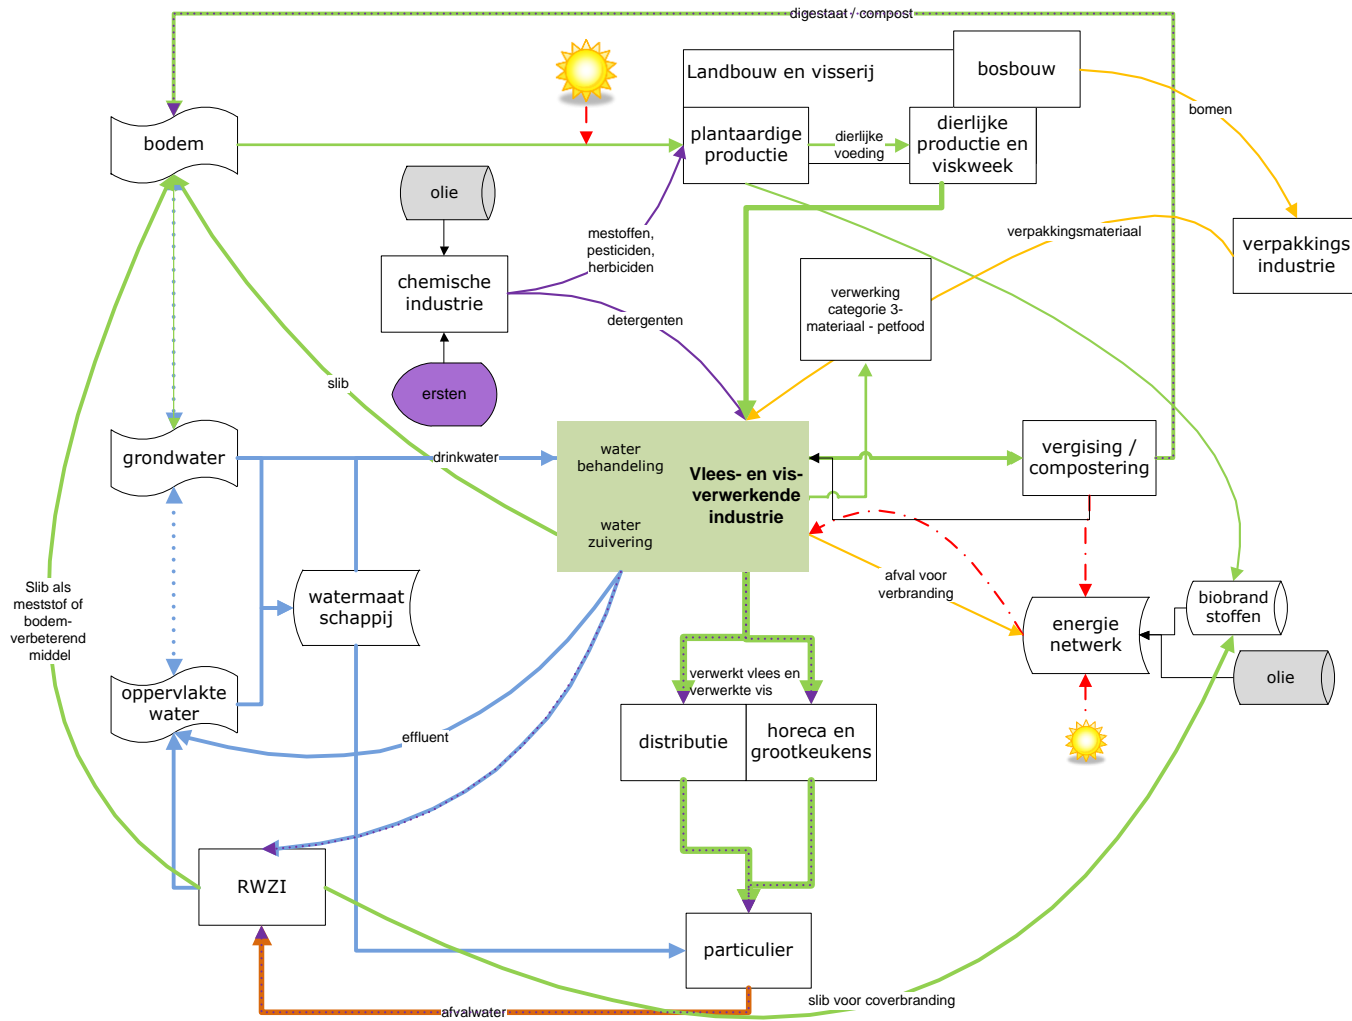 digestaat / compost
Landbouw en visserij
bosbouw
bodem
plantaardige
productie
dierlijke
voeding
dierlijke
productie en
viskweek
bomen
olie
mestoffen,
pesticiden,
herbiciden
verpakkingsmateriaal
verpakkings
industrie
chemische
industrie
verwerking
categorie 3-
materiaal - petfood
detergenten
slib
ersten
grondwater
drinkwater
water
behandeling
Vlees- en vis-
verwerkende
industrie
water
zuivering
vergising /
compostering
Slib als
meststof of
bodem-
verbeterend
middel
watermaat
schappij
afval voor
verbranding
energie
netwerk
biobrand
stoffen
olie
oppervlakte
water
verwerkt vlees en
verwerkte vis
effluent
distributie
horeca en
grootkeukens
RWZI
particulier
slib voor coverbranding
afvalwater